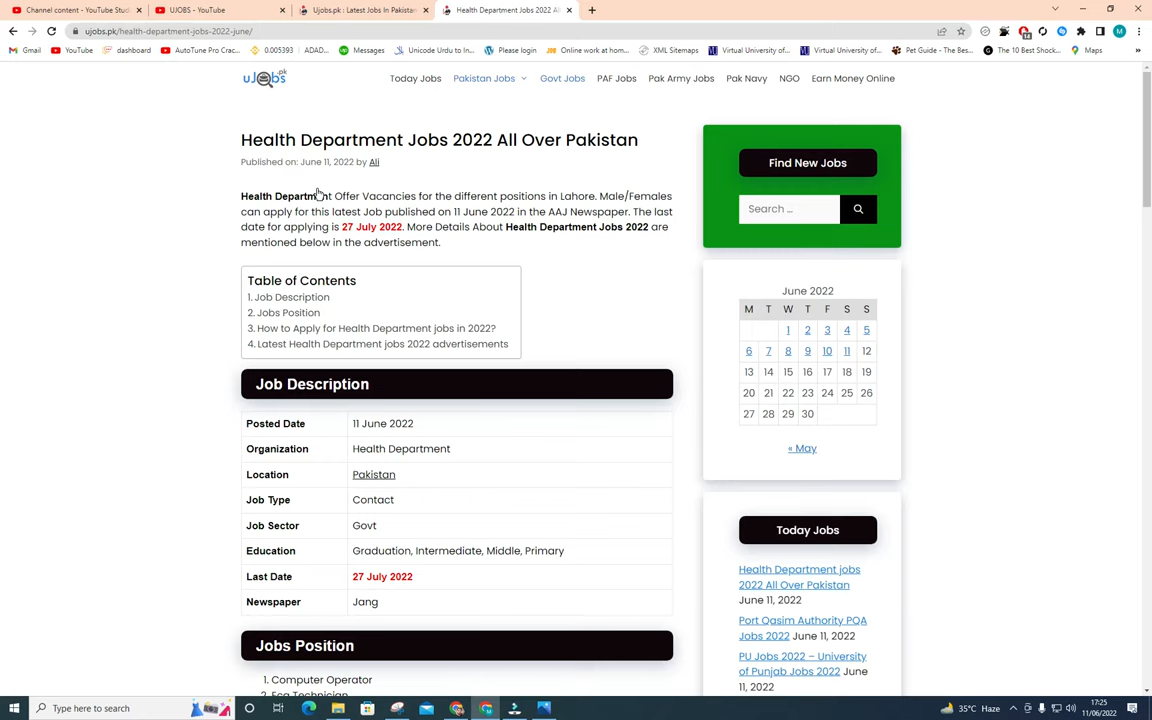 Channel content - YouTube Stud
UJOBS - YouTube
Ujobs.pk : Latest Jobs In Pakistan
Health Department Jobs 2022 A
ujobs.pk/health-department-jobs-2022-june/
Gmail YouTube dashboard AutoTune Pro Crac... 0.005393 | ADAD... Messages Unicode Urdu to In... Please login Online work at hom... XML Sitemaps Virtual University of... Virtual University of... Pet Guide - The Bes... The 10 Best Shock... Maps
uJobs.pk
Today Jobs Pakistan Jobs Govt Jobs PAF Jobs Pak Army Jobs Pak Navy NGO Earn Money Online
Health Department Jobs 2022 All Over Pakistan
Published on: June 11, 2022 by Ali
Health Department Offer Vacancies for the different positions in Lahore. Male/Females
can apply for this latest Job published on 11 June 2022 in the AAJ Newspaper. The last
date for applying is 27 July 2022. More Details About Health Department Jobs 2022 are
mentioned below in the advertisement.
Table of Contents
1. Job Description
2. Jobs Position
3. How to Apply for Health Department jobs in 2022?
4. Latest Health Department jobs 2022 advertisements
Job Description
Posted Date 11 June 2022
Organization Health Department
Location Pakistan
Job Type Contact
Job Sector Govt
Education Graduation, Intermediate, Middle, Primary
Last Date 27 July 2022
Newspaper Jang
Jobs Position
1. Computer Operator
2. Ecg Technician
Find New Jobs
Search ...
June 2022
M T W T F S S
1 2 3 4 5
6 7 8 9 10 11 12
13 14 15 16 17 18 19
20 21 22 23 24 25 26
27 28 29 30
« May
Today Jobs
Health Department jobs
2022 All Over Pakistan
June 11, 2022
Port Qasim Authority PQA
Jobs 2022 June 11, 2022
PU Jobs 2022 – University
of Punjab Jobs 2022 June
11, 2022
Type here to search
35°C Haze
17:25
11/06/2022